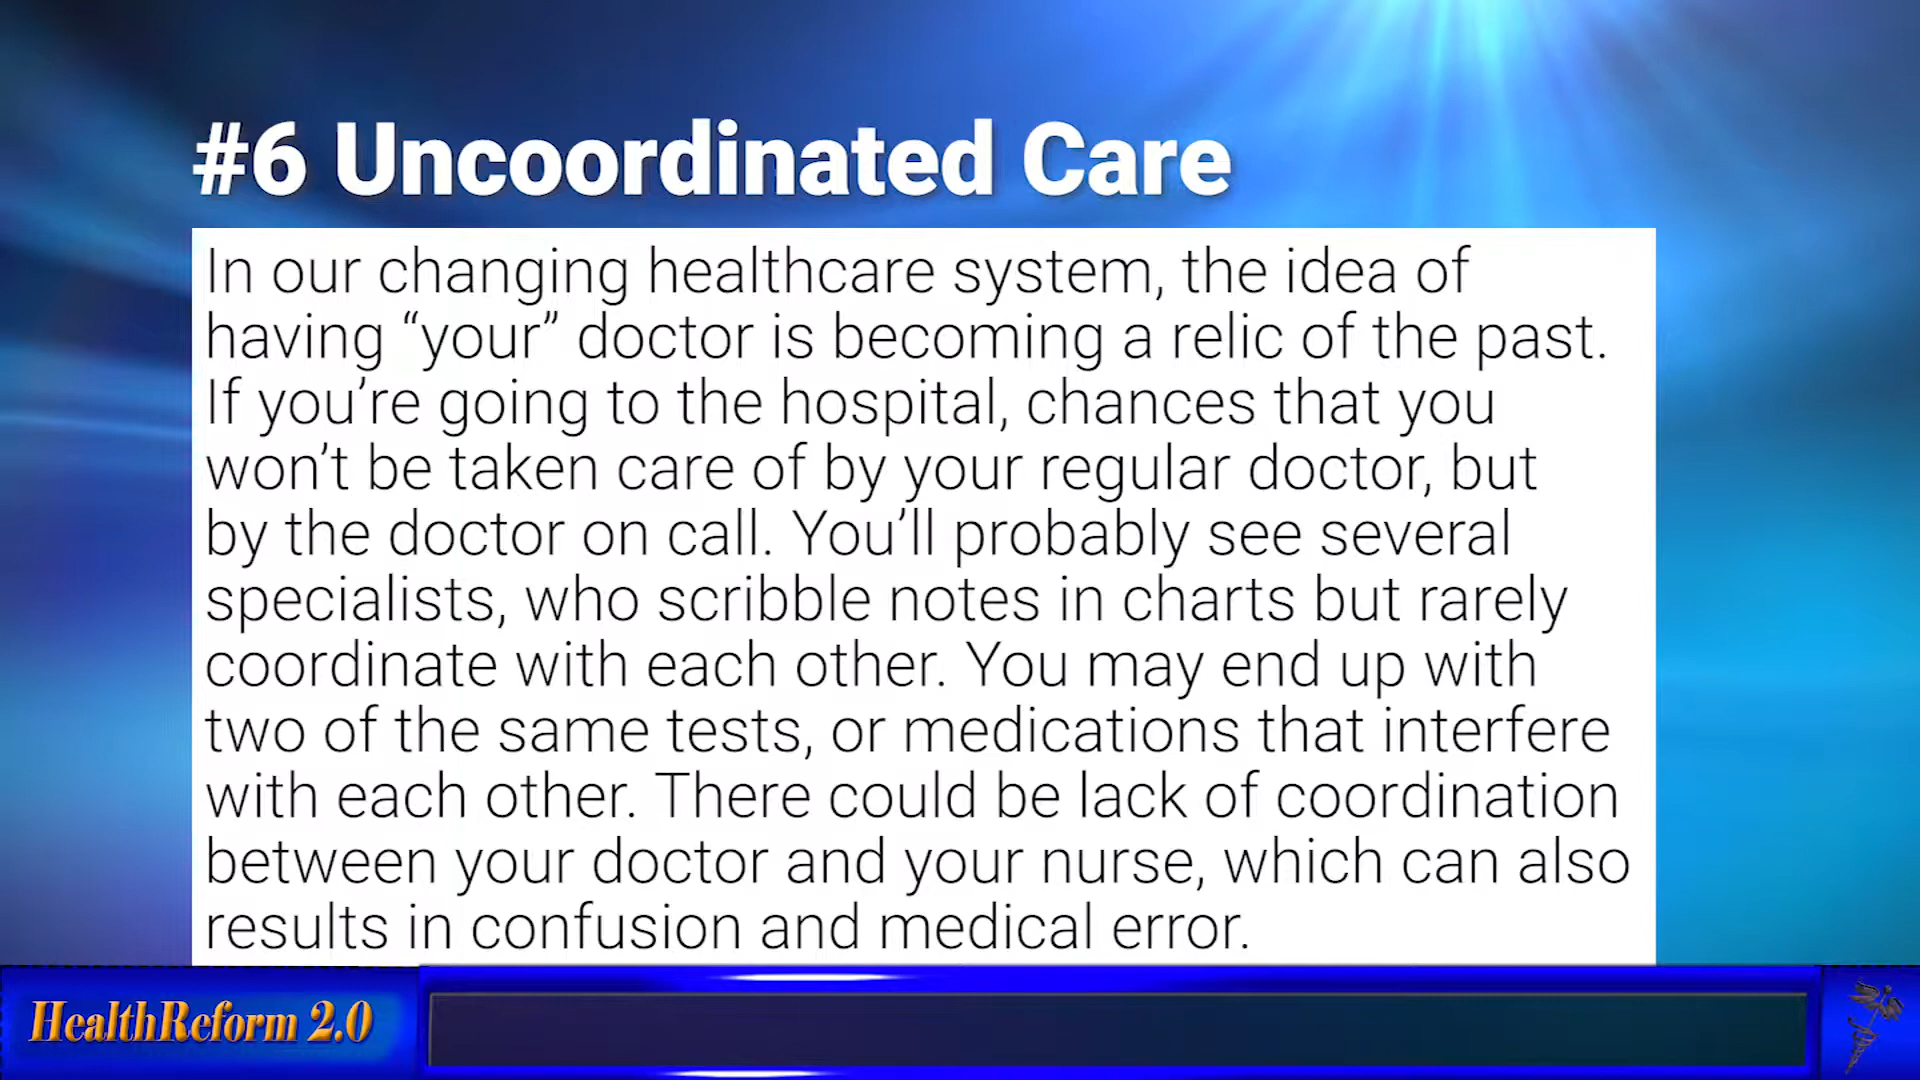 #6 Uncoordinated Care
In our changing healthcare system, the idea of
having “your” doctor is becoming a relic of the past.
If you’re going to the hospital, chances that you
won’t be taken care of by your regular doctor, but
by the doctor on call. You’ll probably see several
specialists, who scribble notes in charts but rarely
coordinate with each other. You may end up with
two of the same tests, or medications that interfere
with each other. There could be lack of coordination
between your doctor and your nurse, which can also
results in confusion and medical error.
HealthReform 2.0